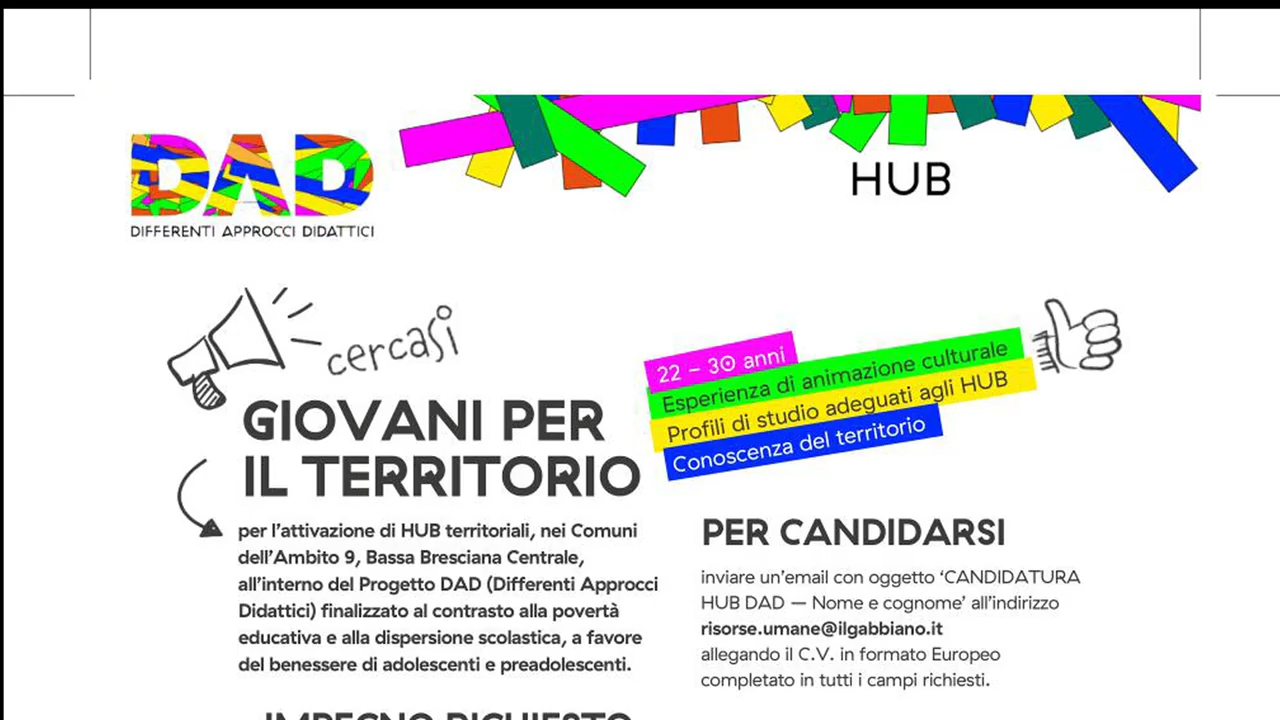 DAD
DIFFERENTI APPROCCI DIDATTICI
HUB
cercasi
GIOVANI PER
IL TERRITORIO
per l'attivazione di HUB territoriali, nei Comuni
dell'Ambito 9, Bassa Bresciana Centrale,
all'interno del Progetto DAD (Differenti Approcci
Didattici) finalizzato al contrasto alla povertà
educativa e alla dispersione scolastica, a favore
del benessere di adolescenti e preadolescenti.
IMPEGNO RICHIESTO
22 – 30 anni
Esperienza di animazione culturale
Profili di studio adeguati agli HUB
Conoscenza del territorio
PER CANDIDARSI
inviare un'email con oggetto 'CANDIDATURA
HUB DAD — Nome e cognome' all'indirizzo
risorse.umane@ilgabbiano.it
allegando il C.V. in formato Europeo
completato in tutti i campi richiesti.